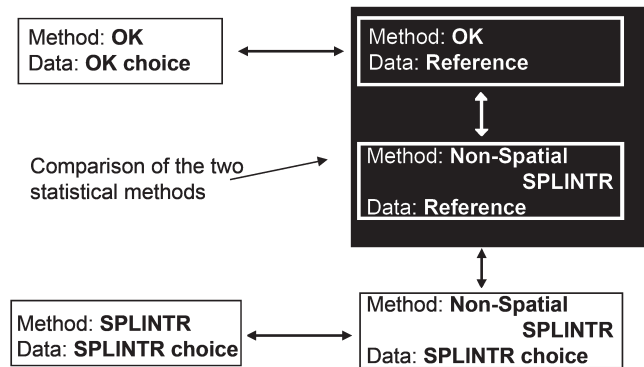 Method: OK
Data: OK choice
Method: OK
Data: Reference
Comparison of the two
statistical methods
Method: Non-Spatial
SPLINTR
Data: Reference
Method: SPLINTR
Data: SPLINTR choice
Method: Non-Spatial
SPLINTR
Data: SPLINTR choice